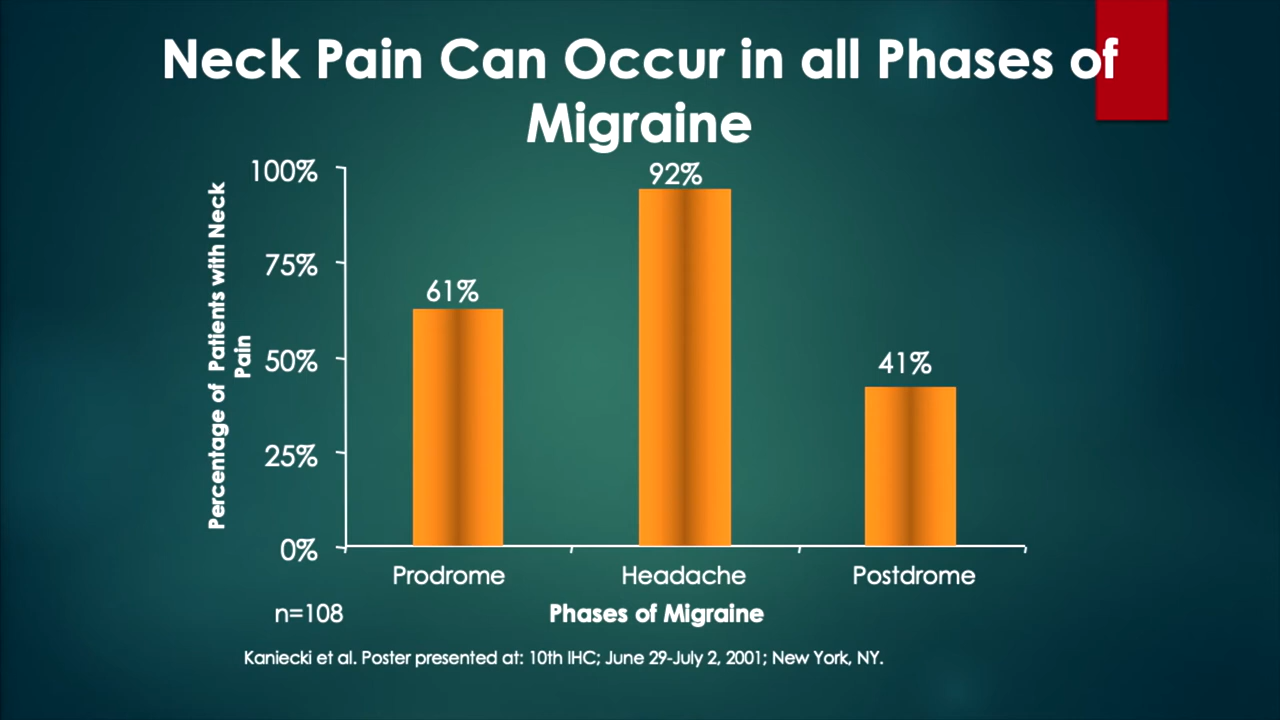 Neck Pain Can Occur in all Phases of
Migraine
Percentage of Patients with Neck
Pain
100%
75%
50%
25%
0%
61%
92%
41%
Prodrome
Headache
Postdrome
n=108
Phases of Migraine
Kaniecki et al. Poster presented at: 10th IHC; June 29-July 2, 2001; New York, NY.